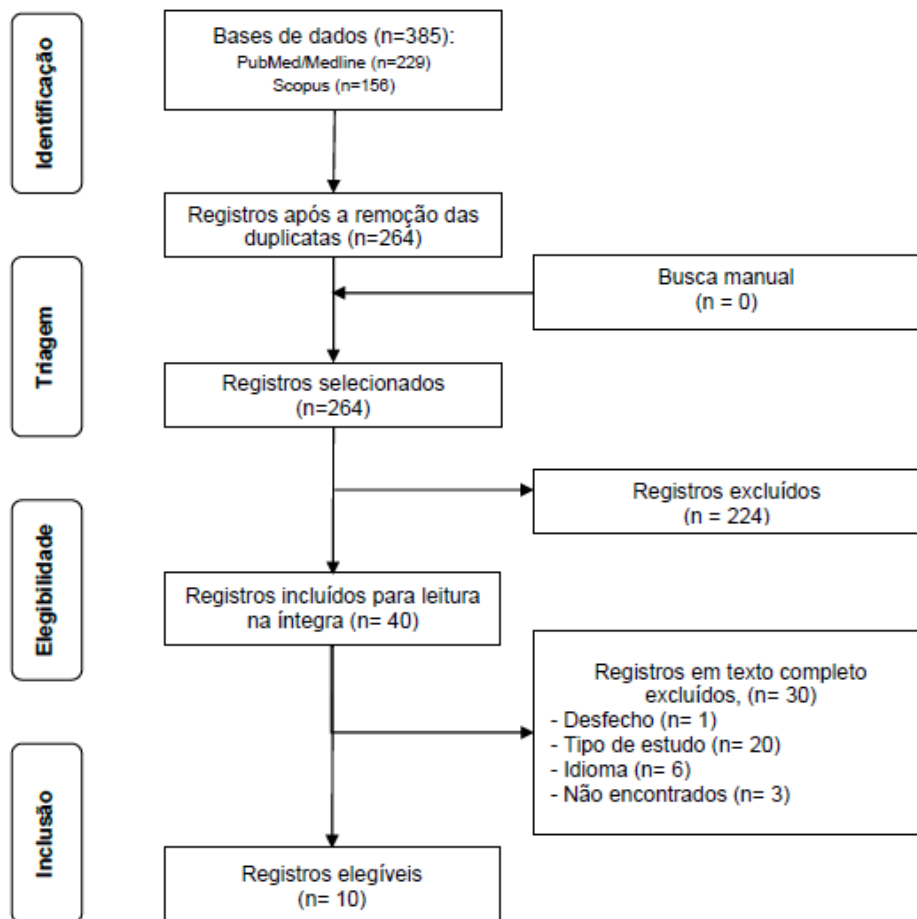 Identificação
Bases de dados (n=385):
PubMed/Medline (n=229)
Scopus (n=156)
Registros após a remoção das
duplicatas (n=264)
Triagem
Busca manual
(n = 0)
Registros selecionados
(n=264)
Elegibilidade
Registros excluídos
(n = 224)
Registros incluídos para leitura
na íntegra (n= 40)
Registros em texto completo
excluídos, (n= 30)
- Desfecho (n= 1)
- Tipo de estudo (n= 20)
- Idioma (n= 6)
- Não encontrados (n= 3)
Inclusão
Registros elegíveis
(n= 10)